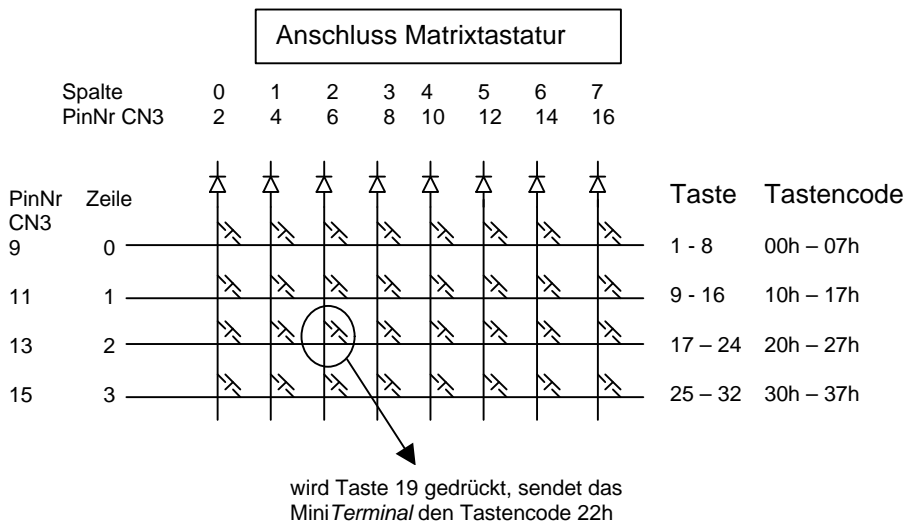 Anschluss Matrixtastatur
Spalte 0 1 2 3 4 5 6 7
PinNr CN3 2 4 6 8 10 12 14 16
PinNr Zeile Taste Tastencode
CN3
9 0 1 - 8 00h – 07h
11 1 9 - 16 10h – 17h
13 2 17 – 24 20h – 27h
15 3 25 – 32 30h – 37h
wird Taste 19 gedrückt, sendet das
MiniTerminal den Tastencode 22h